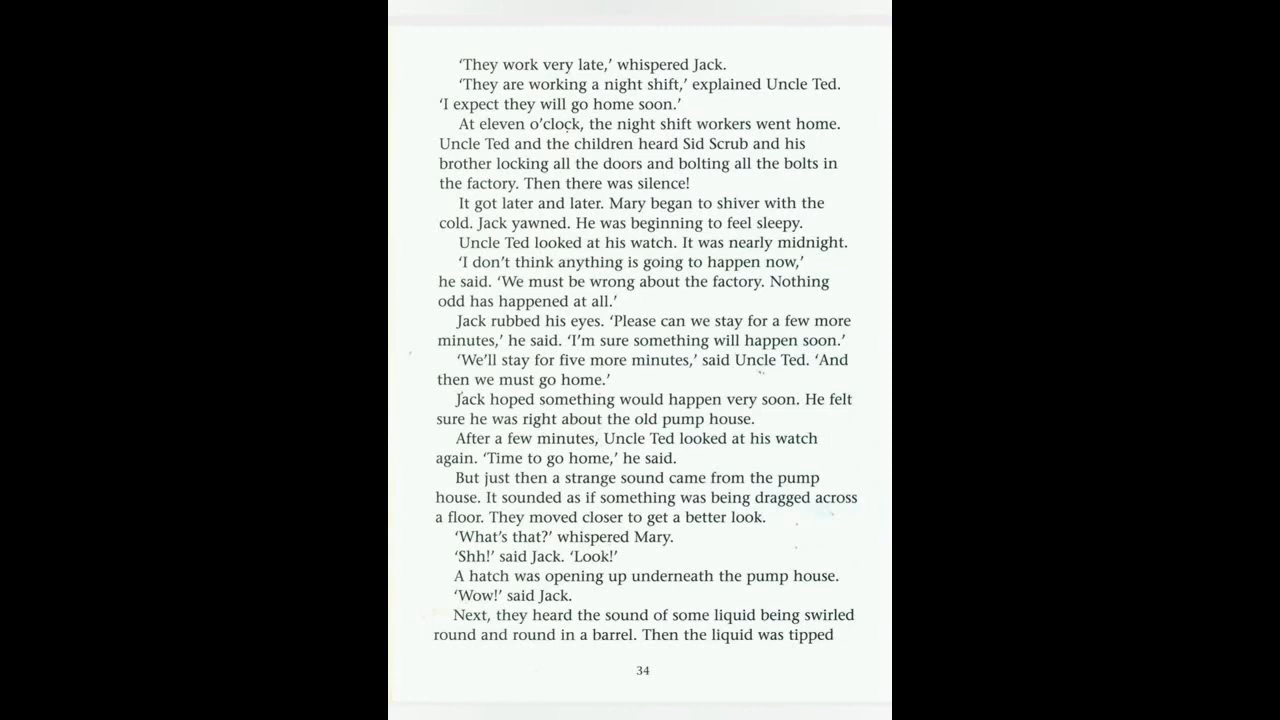 ‘They work very late,’ whispered Jack.
‘They are working a night shift,’ explained Uncle Ted.
‘I expect they will go home soon.’
At eleven o’clock, the night shift workers went home.
Uncle Ted and the children heard Sid Scrub and his
brother locking all the doors and bolting all the bolts in
the factory. Then there was silence!
It got later and later. Mary began to shiver with the
cold. Jack yawned. He was beginning to feel sleepy.
Uncle Ted looked at his watch. It was nearly midnight.
‘I don’t think anything is going to happen now,’
he said. ‘We must be wrong about the factory. Nothing
odd has happened at all.’
Jack rubbed his eyes. ‘Please can we stay for a few more
minutes,’ he said. ‘I’m sure something will happen soon.’
‘We’ll stay for five more minutes,’ said Uncle Ted. ‘And
then we must go home.’
Jack hoped something would happen very soon. He felt
sure he was right about the old pump house.
After a few minutes, Uncle Ted looked at his watch
again. ‘Time to go home,’ he said.
But just then a strange sound came from the pump
house. It sounded as if something was being dragged across
a floor. They moved closer to get a better look.
‘What’s that?’ whispered Mary.
‘Shh!’ said Jack. ‘Look!’
A hatch was opening up underneath the pump house.
‘Wow!’ said Jack.
Next, they heard the sound of some liquid being swirled
round and round in a barrel. Then the liquid was tipped
34